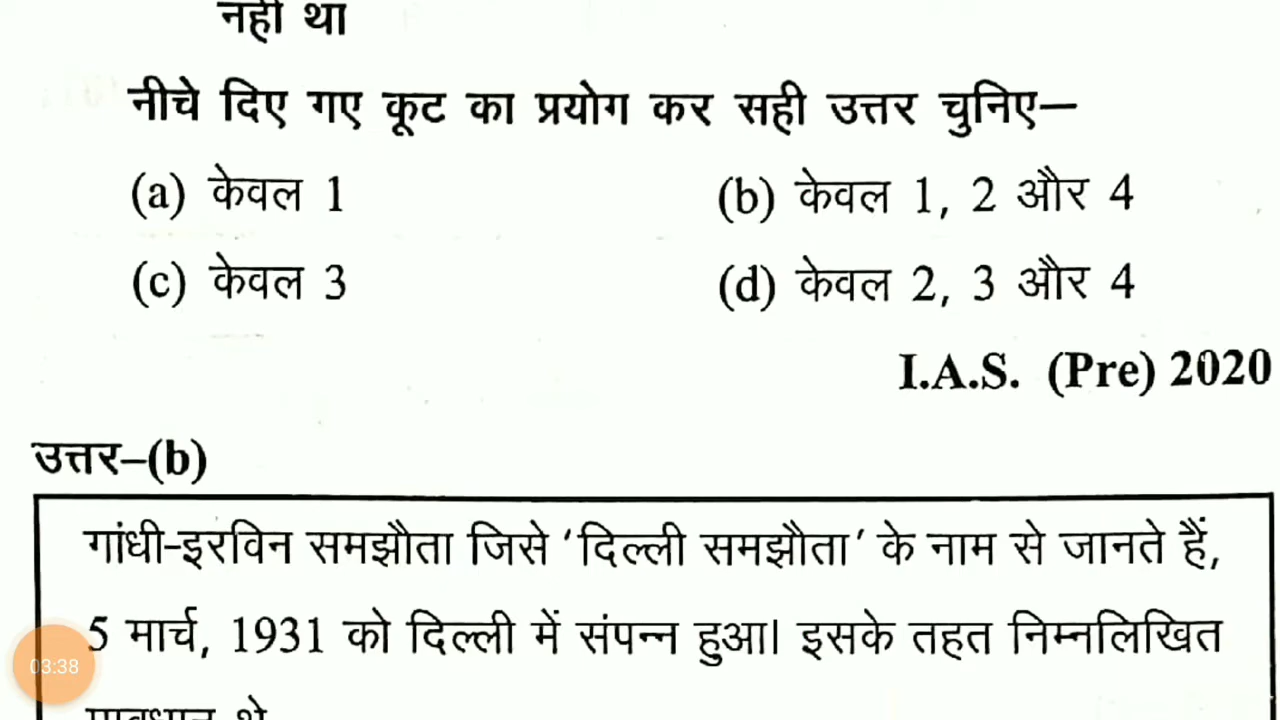 नहीं था
नीचे दिए गए कूट का प्रयोग कर सही उत्तर चुनिए—
(a) केवल 1 (b) केवल 1, 2 और 4
(c) केवल 3 (d) केवल 2, 3 और 4
I.A.S. (Pre) 2020
उत्तर–(b)
गांधी-इरविन समझौता जिसे ‘दिल्ली समझौता’ के नाम से जानते हैं,
5 मार्च, 1931 को दिल्ली में संपन्न हुआ। इसके तहत निम्नलिखित
03:38
प्रावधान थे